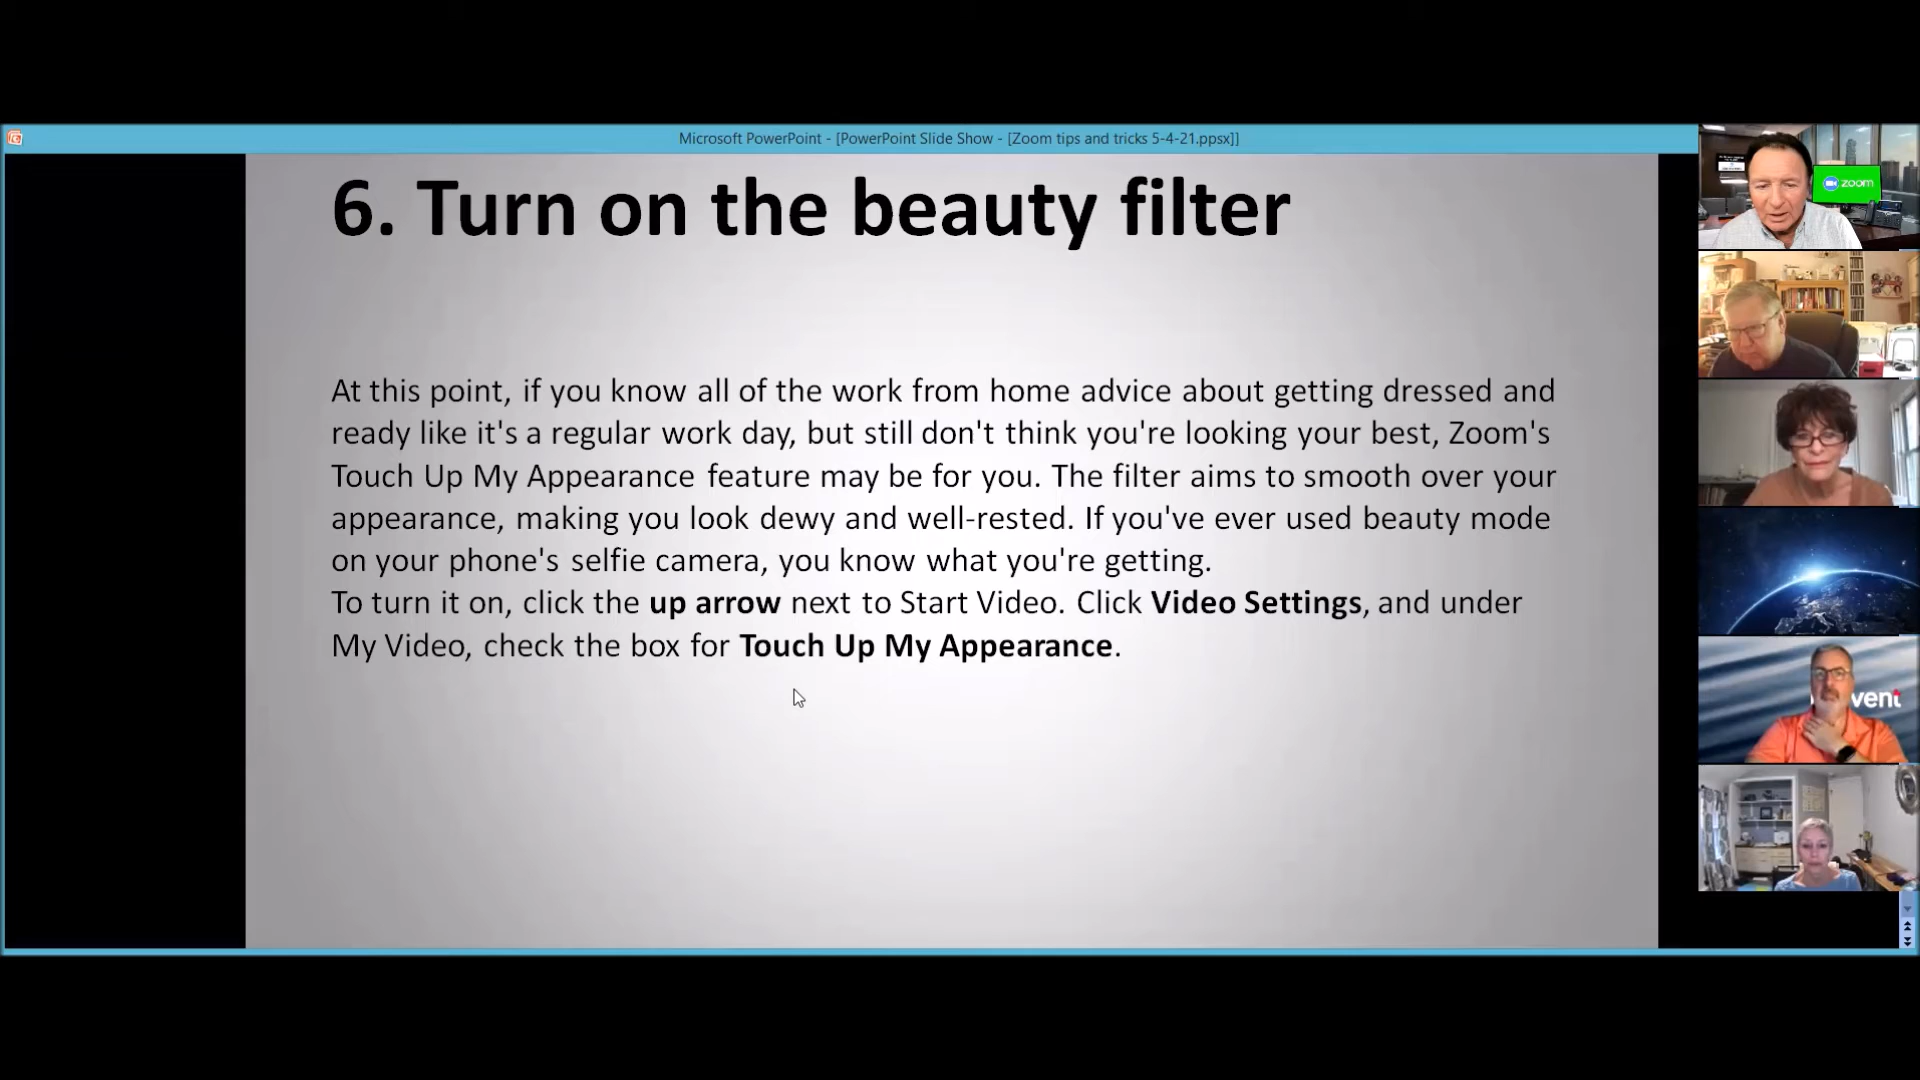 Microsoft PowerPoint - [PowerPoint Slide Show - [Zoom tips and tricks 5-4-21.ppsx]]
6. Turn on the beauty filter
At this point, if you know all of the work from home advice about getting dressed and
ready like it's a regular work day, but still don't think you're looking your best, Zoom's
Touch Up My Appearance feature may be for you. The filter aims to smooth over your
appearance, making you look dewy and well-rested. If you've ever used beauty mode
on your phone's selfie camera, you know what you're getting.
To turn it on, click the up arrow next to Start Video. Click Video Settings, and under
My Video, check the box for Touch Up My Appearance.
zoom